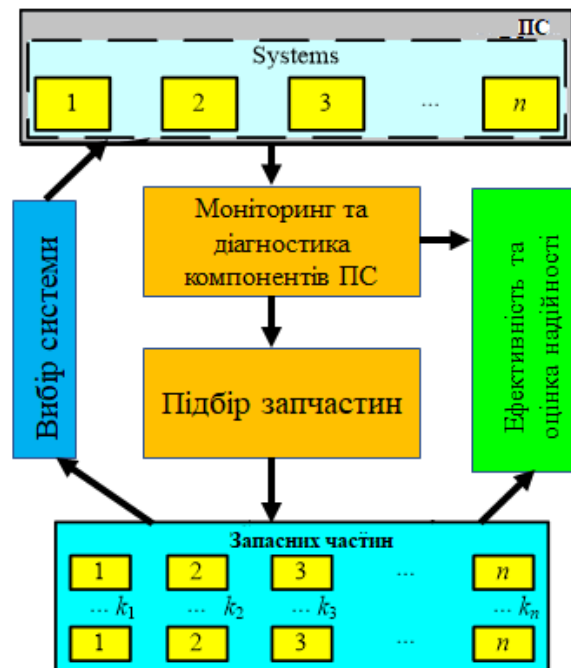 ПС
Systems
1 2 3 ... n
Моніторинг та
діагностика
компонентів ПС
Вибір системи
Ефективність та
оцінка надійності
Підбір запчастин
Запасних частин
1 2 3 ... n
... k1 ... k2 ... k3 ... kn
1 2 3 ... n